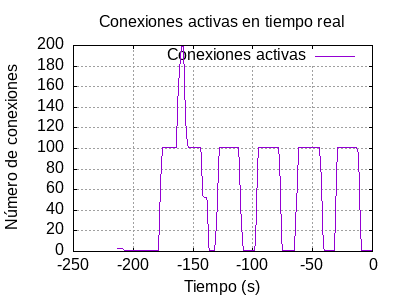 Conexiones activas en tiempo real
Conexiones activas
Número de conexiones
200
180
160
140
120
100
80
60
40
20
0
-250 -200 -150 -100 -50 0
Tiempo (s)